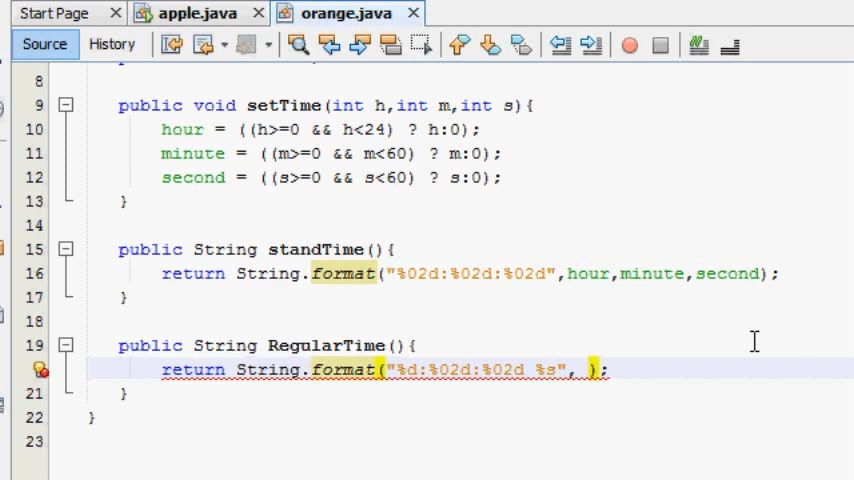 Start Page apple.java orange.java
Source History
8
9 public void setTime(int h,int m,int s){
10 hour = ((h>=0 && h<24) ? h:0);
11 minute = ((m>=0 && m<60) ? m:0);
12 second = ((s>=0 && s<60) ? s:0);
13 }
14
15 public String standTime(){
16 return String.format("%02d:%02d:%02d",hour,minute,second);
17 }
18
19 public String RegularTime(){
return String.format("%d:%02d:%02d %s", );
21 }
22 }
23